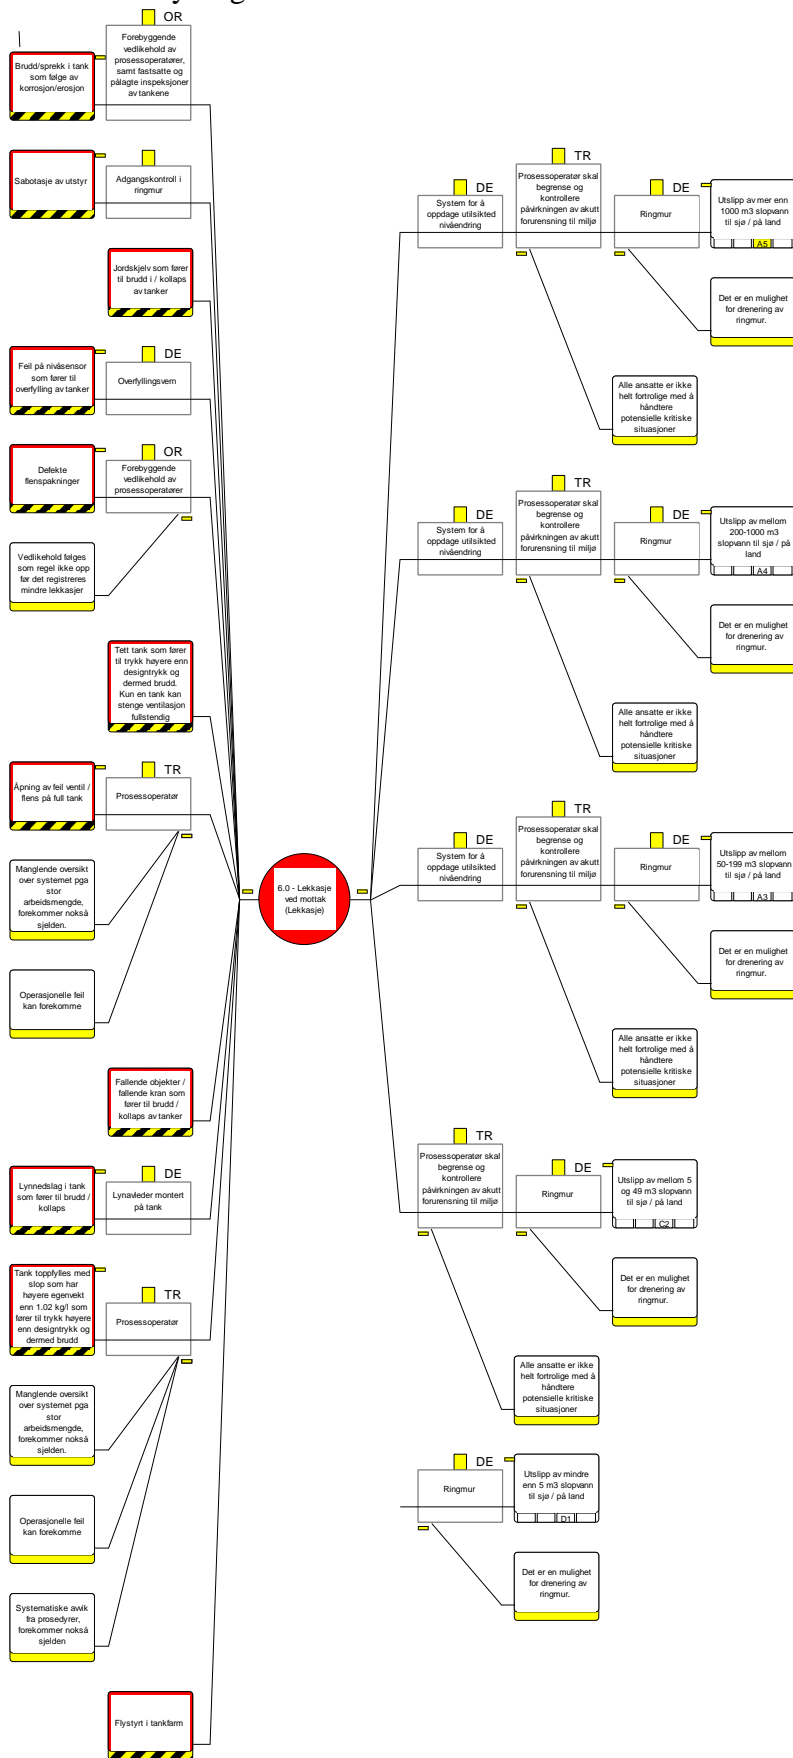 OR
Forebyggende
vedlikehold av
prosessoperatører,
samt fastsatte og
pålagte inspeksjoner
av tankene
Brudd/sprekk i tank
som følge av
korrosjon/erosjon
Sabotasje av utstyr
Adgangskontroll i
ringmur
Jordskjelv som fører
til brudd i / kollaps
av tanker
DE
Feil på nivåsensor
som fører til
overfylling av tanker
Overfyllingsvern
OR
Defekte
flenspakninger
Forebyggende
vedlikehold av
prosessoperatører
Vedlikehold følges
som regel ikke opp
før det registreres
mindre lekkasjer
Tett tank som fører
til trykk høyere enn
designtrykk og
dermed brudd.
Kun en tank kan
stenge ventilasjon
fullstendig
TR
Åpning av feil ventil /
flens på full tank
Prosessoperatør
Manglende oversikt
over systemet pga
stor
arbeidsmengde,
forekommer nokså
sjelden.
Operasjonelle feil
kan forekomme
Fallende objekter /
fallende kran som
fører til brudd /
kollaps av tanker
DE
Lynnedslag i tank
som fører til brudd /
kollaps
Lynavleder montert
på tank
TR
Tank toppfylles med
slop som har
høyere egenvekt
enn 1.02 kg/l som
fører til trykk høyere
enn designtrykk og
dermed brudd
Prosessoperatør
Manglende oversikt
over systemet pga
stor
arbeidsmengde,
forekommer nokså
sjelden.
Operasjonelle feil
kan forekomme
Systematiske avvik
fra prosedyrer,
forekommer nokså
sjelden
Flystyrt i tankfarm
6.0 - Lekkasje
ved mottak
(Lekkasje)
DE
System for å
oppdage utilsikted
nivåendring
TR
Prosessoperatør skal
begrense og
kontrollere
påvirkningen av akutt
forurensning til miljø
DE
Ringmur
Utslipp av mer enn
1000 m3 slopvann
til sjø / på land
A5
Det er en mulighet
for drenering av
ringmur.
Alle ansatte er ikke
helt fortrolige med å
håndtere
potensielle kritiske
situasjoner
DE
System for å
oppdage utilsikted
nivåendring
TR
Prosessoperatør skal
begrense og
kontrollere
påvirkningen av akutt
forurensning til miljø
DE
Ringmur
Utslipp av mellom
200-1000 m3
slopvann til sjø / på
land
A4
Det er en mulighet
for drenering av
ringmur.
Alle ansatte er ikke
helt fortrolige med å
håndtere
potensielle kritiske
situasjoner
DE
System for å
oppdage utilsikted
nivåendring
TR
Prosessoperatør skal
begrense og
kontrollere
påvirkningen av akutt
forurensning til miljø
DE
Ringmur
Utslipp av mellom
50-199 m3 slopvann
til sjø / på land
A3
Det er en mulighet
for drenering av
ringmur.
Alle ansatte er ikke
helt fortrolige med å
håndtere
potensielle kritiske
situasjoner
TR
Prosessoperatør skal
begrense og
kontrollere
påvirkningen av akutt
forurensning til miljø
DE
Ringmur
Utslipp av mellom 5
og 49 m3 slopvann
til sjø / på land
C2
Det er en mulighet
for drenering av
ringmur.
Alle ansatte er ikke
helt fortrolige med å
håndtere
potensielle kritiske
situasjoner
DE
Ringmur
Utslipp av mindre
enn 5 m3 slopvann
til sjø / på land
D1
Det er en mulighet
for drenering av
ringmur.